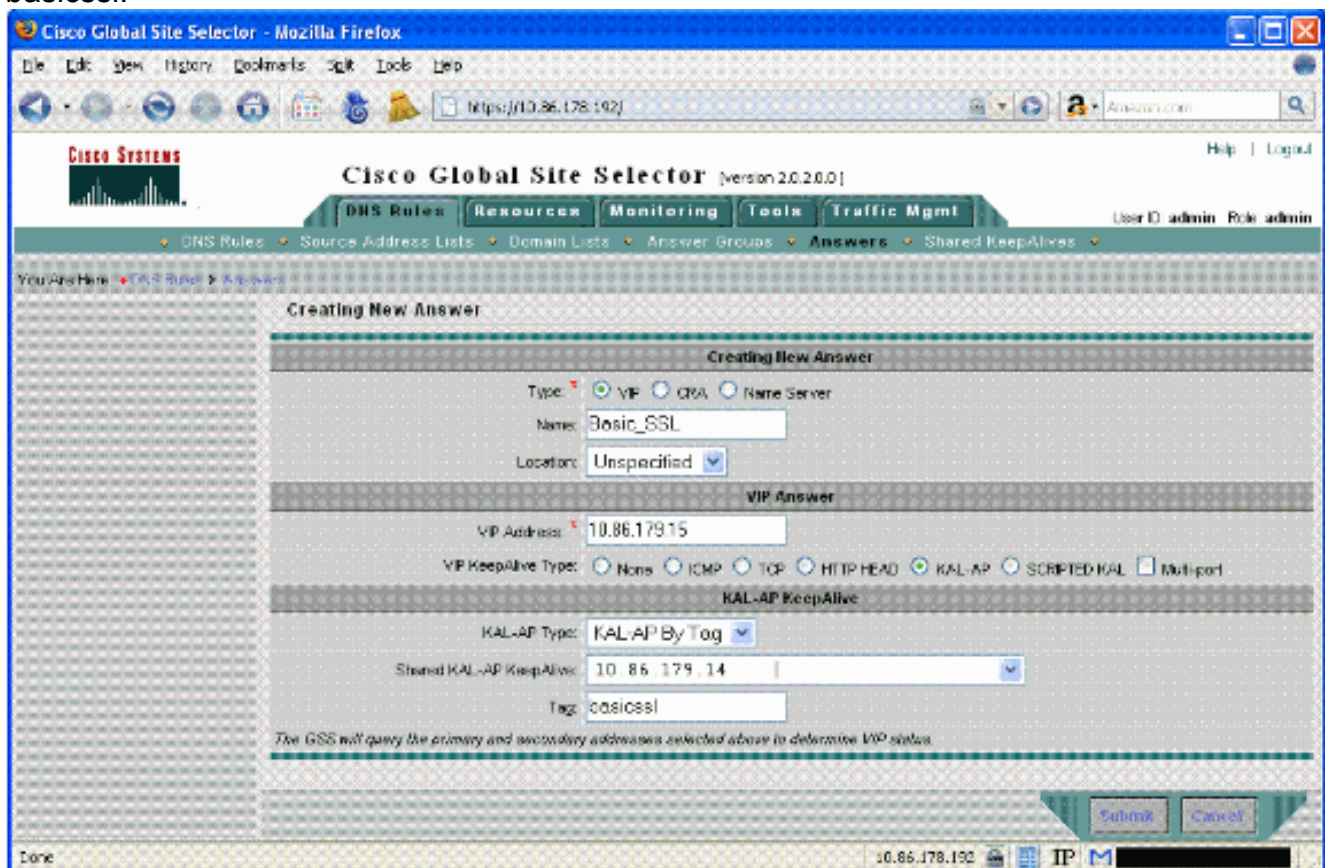 Cisco Global Site Selector - Mozilla Firefox
File Edit View History Bookmarks Split Tools Help
https://10.86.178.192/
Amazon.com
CISCO SYSTEMS
Cisco Global Site Selector [version 2.0.2.0.0]
Help | Logout
DNS Rules Resources Monitoring Tools Traffic Mgmt
User ID: admin Role: admin
DNS Rules Source Address Lists Domain Lists Answer Groups Answers Shared KeepAlives
You Are Here DNS Rules > Answers
Creating New Answer
Creating New Answer
Type: * VIP CRA Name Server
Name: Basic_SSL
Location: Unspecified
VIP Answer
VIP Address: * 10.86.179.15
VIP KeepAlive Type: None ICMP TCP HTTP HEAD KAL-AP SCRIPTED KAL Multi-port
KAL-AP KeepAlive
KAL-AP Type: KAL-AP By Tag
Shared KAL-AP KeepAlive: 10.86.179.14 |
Tag: basicssl
The GSS will query the primary and secondary addresses selected above to determine VIP status.
Submit Cancel
Done 10.86.178.192 IP